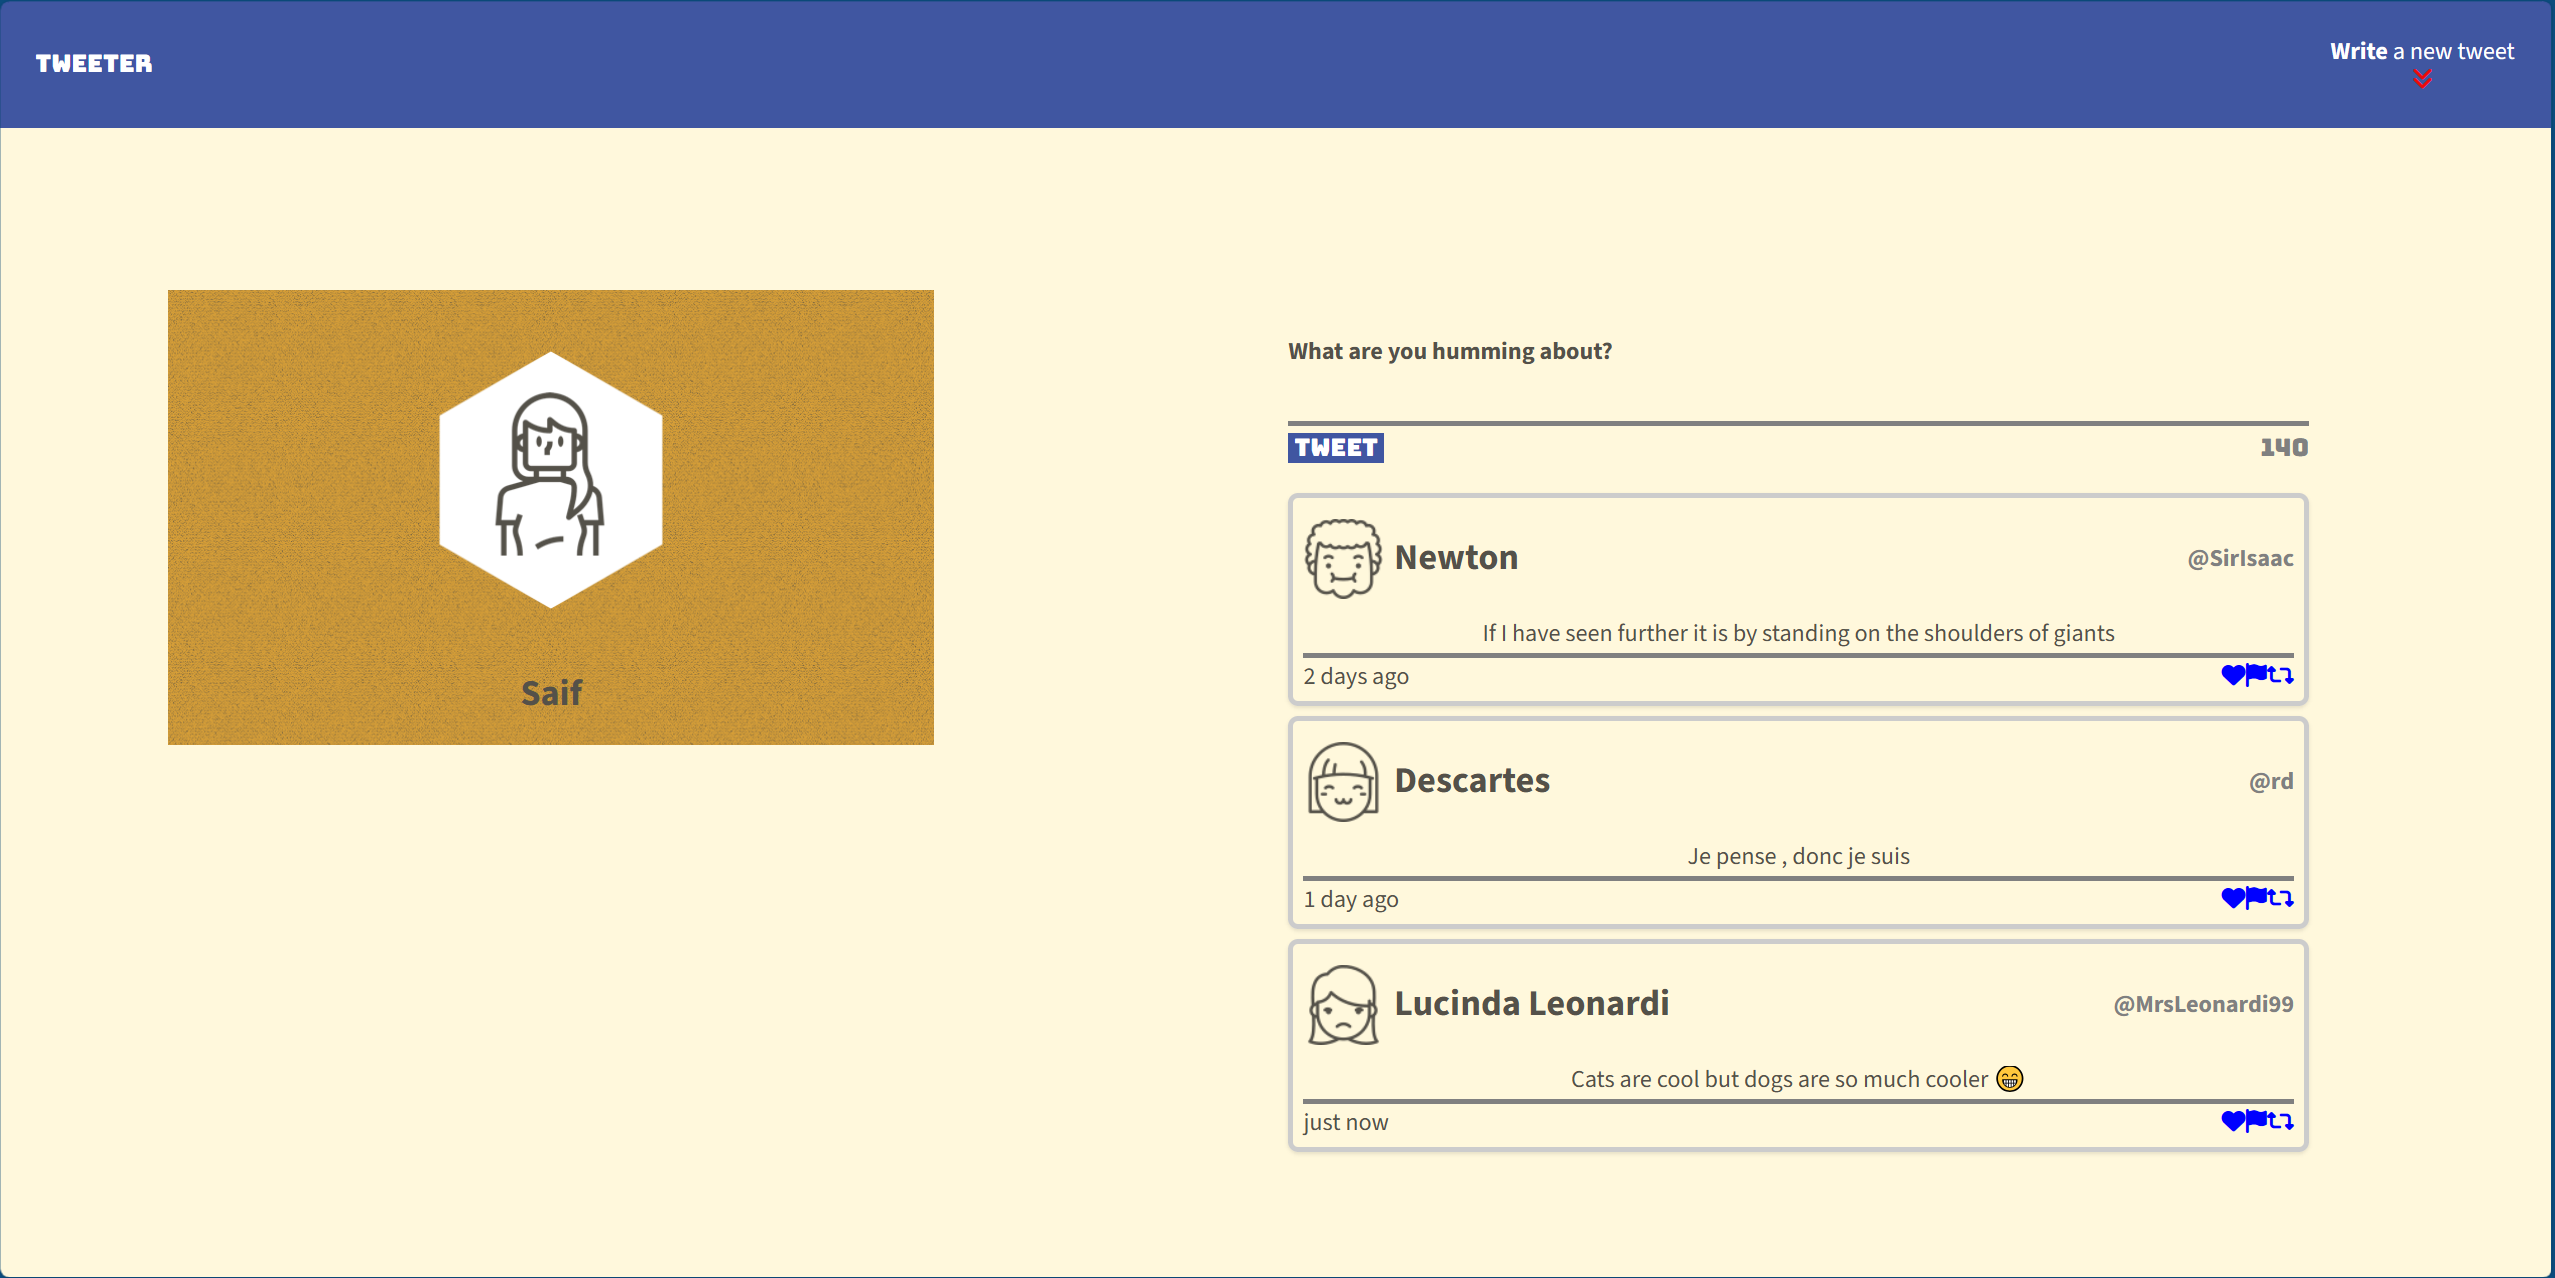 TWEETER
Write a new tweet
Saif
What are you humming about?
TWEET
140
Newton
@SirIsaac
If I have seen further it is by standing on the shoulders of giants
2 days ago
Descartes
@rd
Je pense , donc je suis
1 day ago
Lucinda Leonardi
@MrsLeonardi99
Cats are cool but dogs are so much cooler 😁
just now